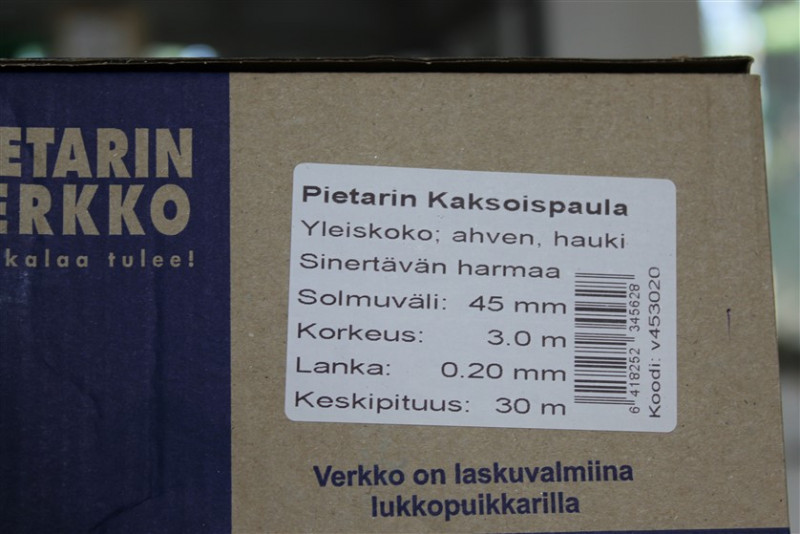 ETARIN
ERKKO
kalaa tulee!
Pietarin Kaksoispaula
Yleiskoko; ahven, hauki
Sinertävän harmaa
Solmuväli: 45 mm
Korkeus: 3.0 m
Lanka: 0.20 mm
Keskipituus: 30 m
6 418252 345628
Koodi: v453020
Verkko on laskuvalmiina
lukkopuikkarilla